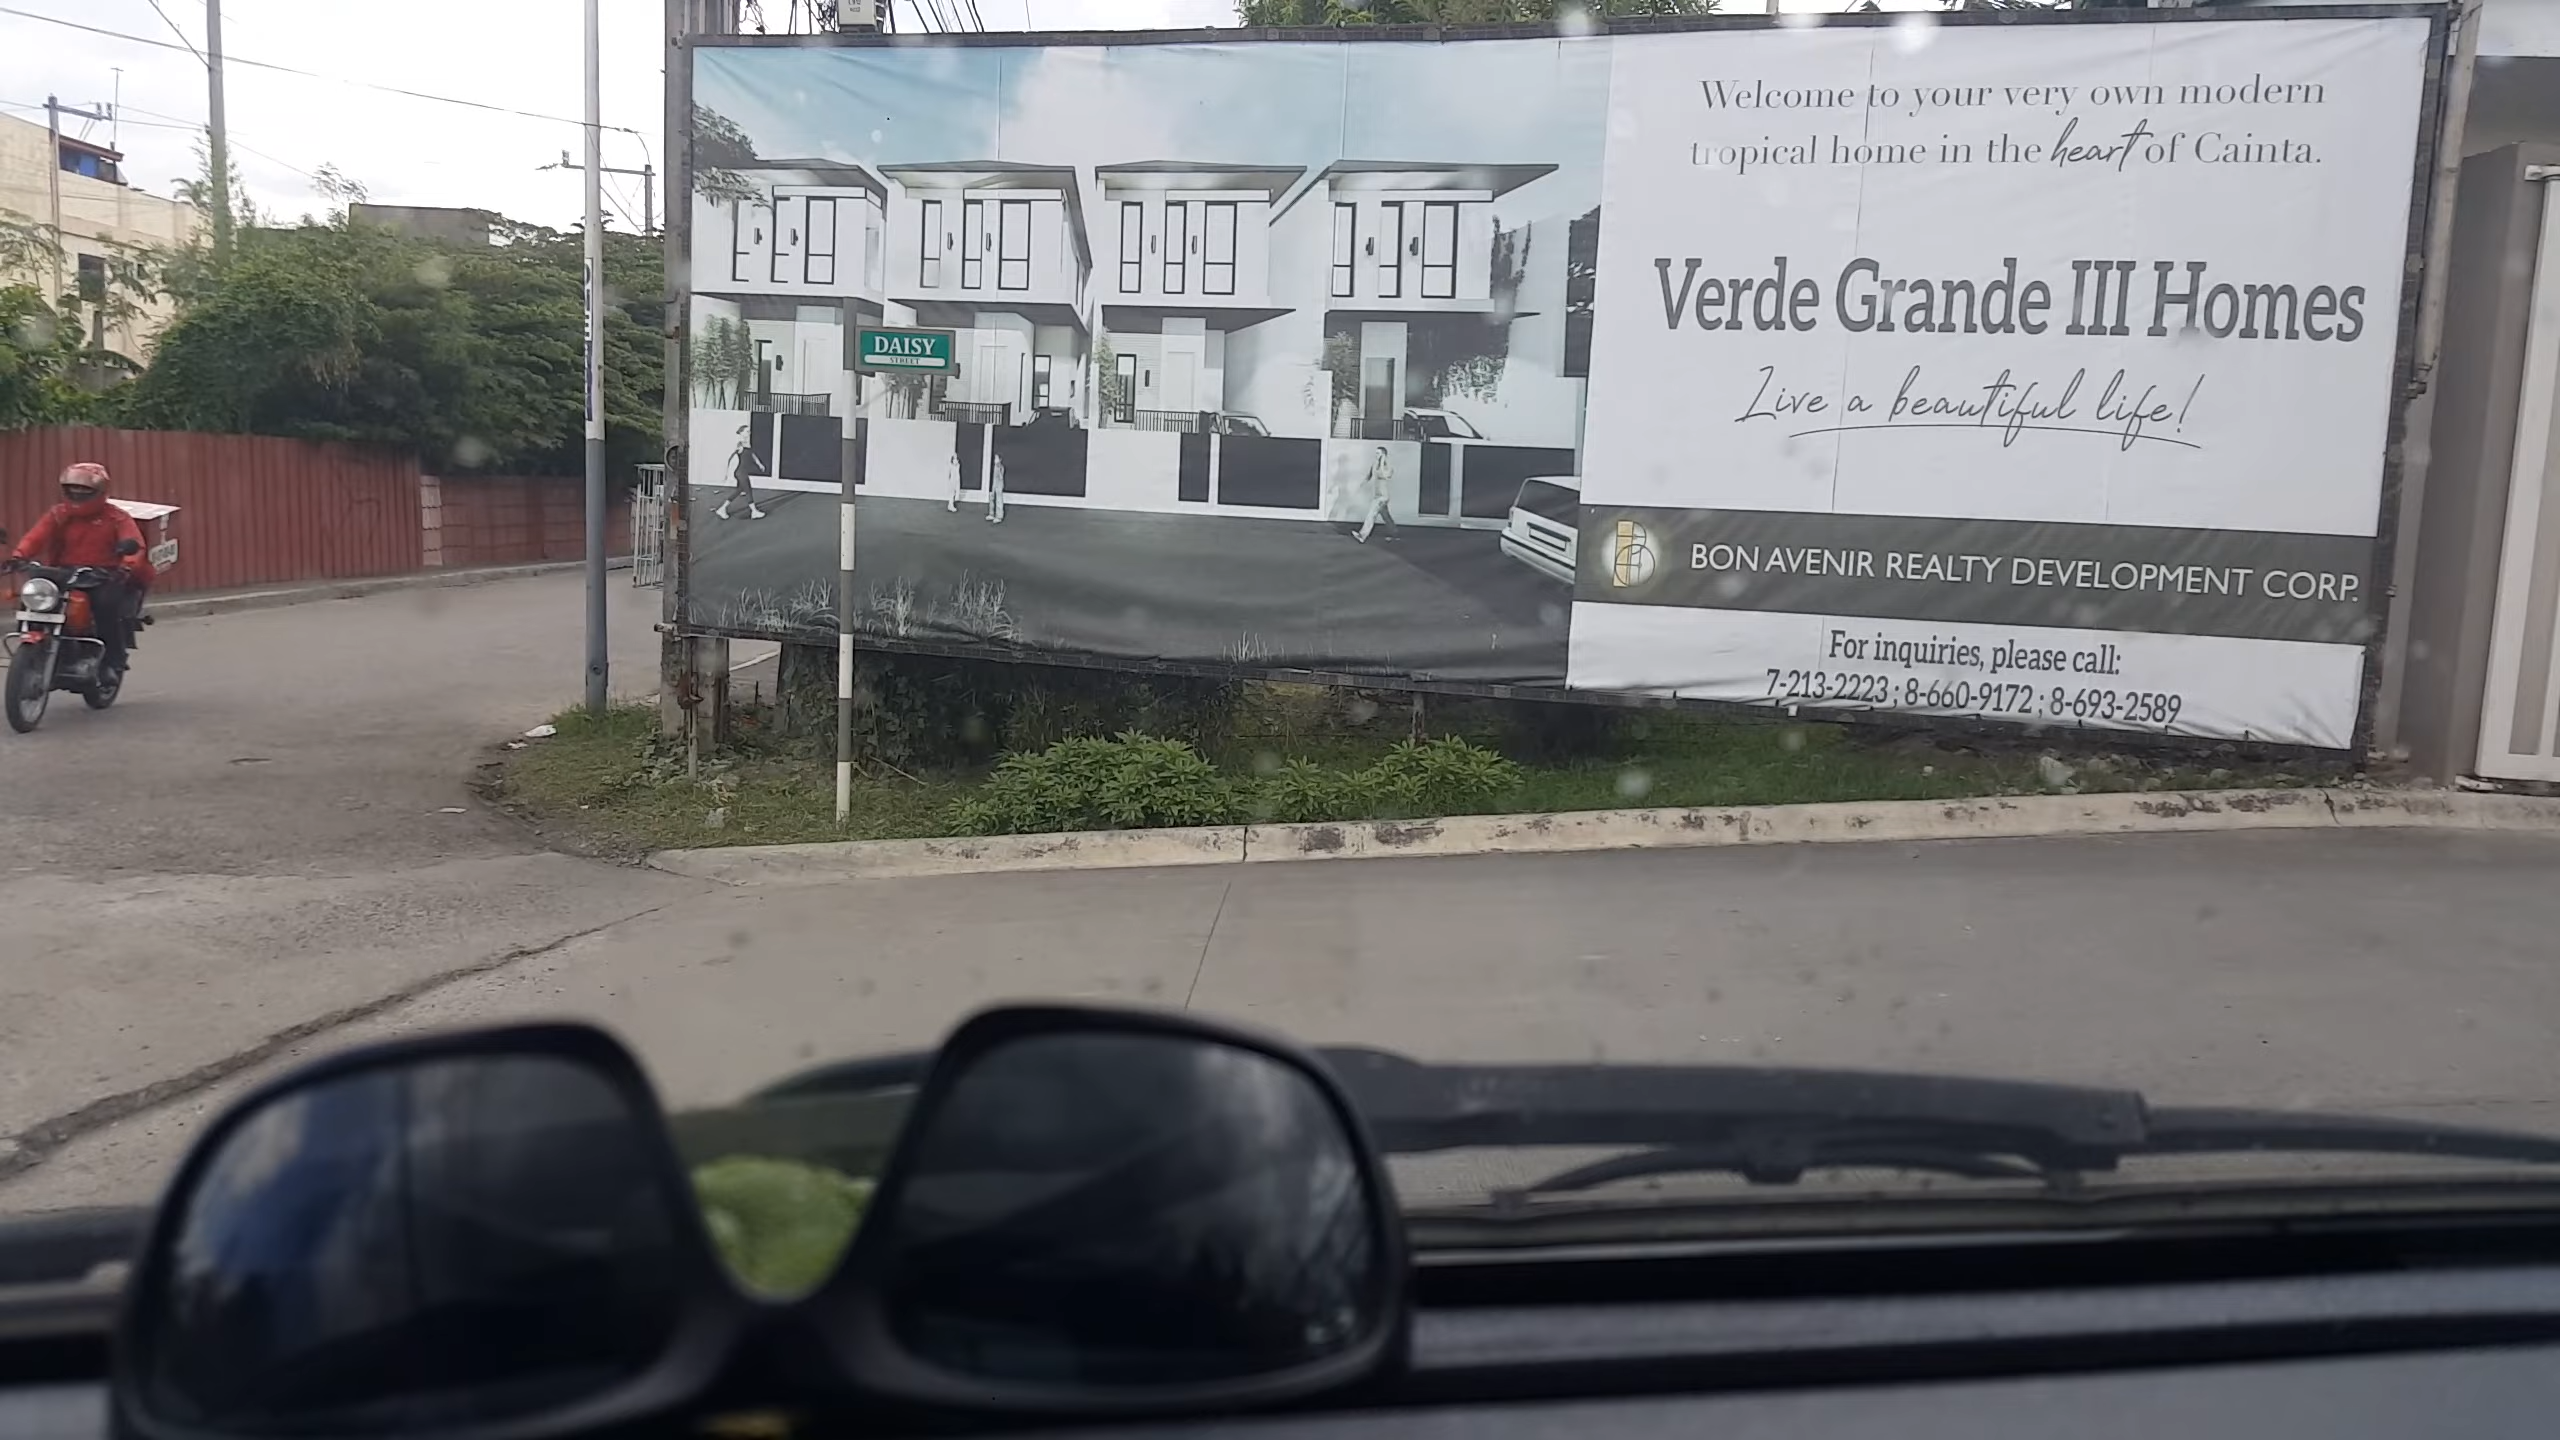 Welcome to your very own modern
tropical home in the heart of Cainta.
Verde Grande III Homes
Live a beautiful life!
BON AVENIR REALTY DEVELOPMENT CORP.
For inquiries, please call:
7-213-2223 ; 8-660-9172 ; 8-693-2589
DAISY
STREET